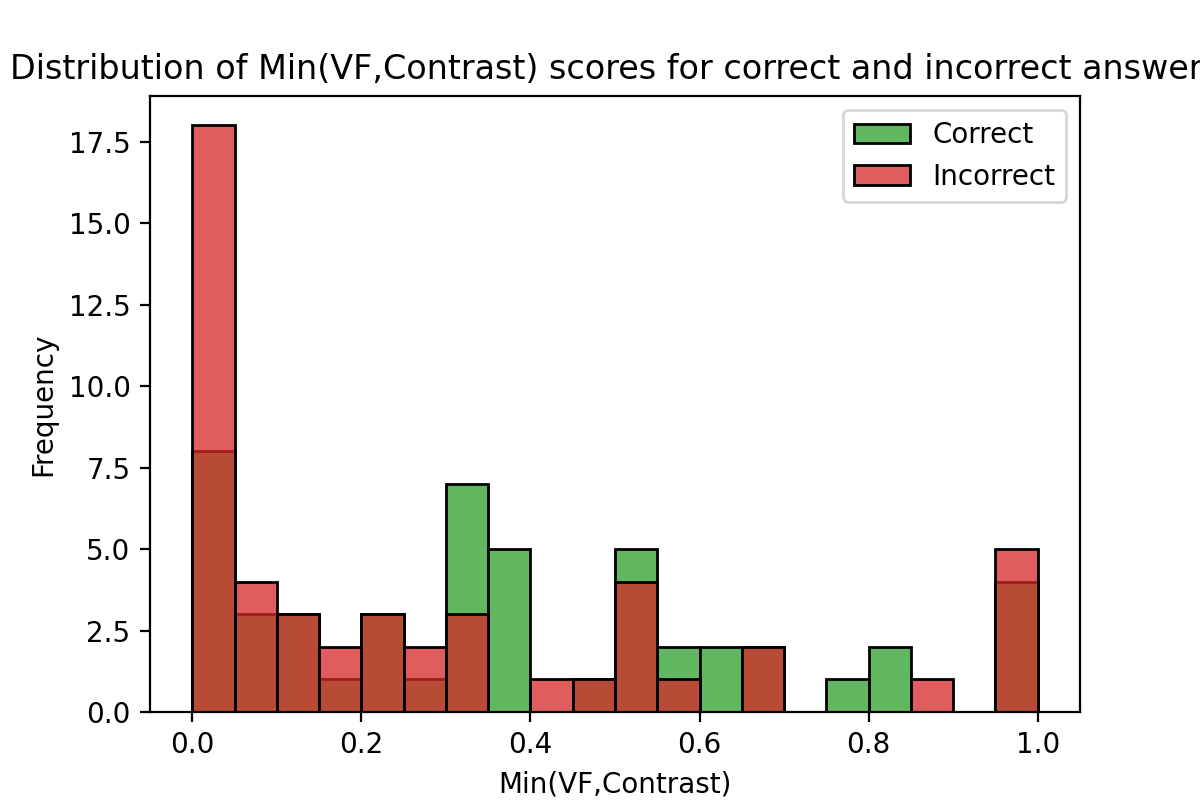 Distribution of Min(VF,Contrast) scores for correct and incorrect answer
Correct
Incorrect
17.5
15.0
12.5
10.0
7.5
5.0
2.5
0.0
Frequency
0.0 0.2 0.4 0.6 0.8 1.0
Min(VF,Contrast)